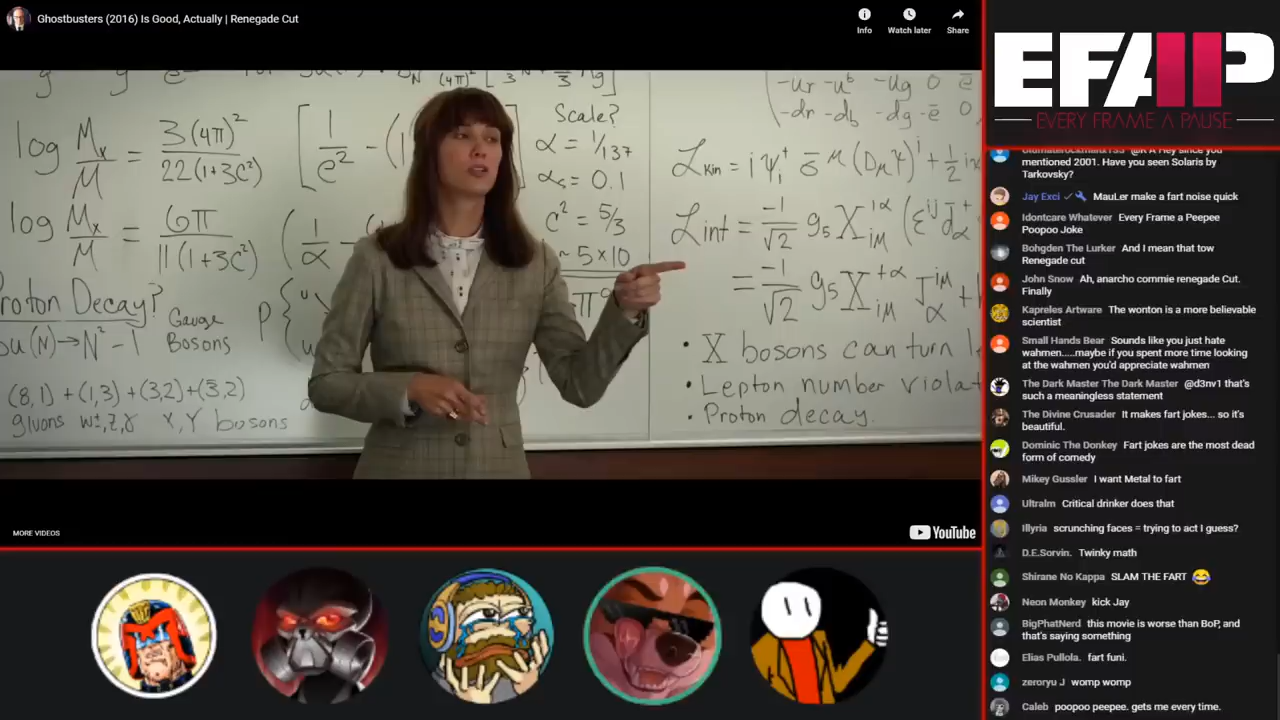 Ghostbusters (2016) Is Good, Actually | Renegade Cut
Info
Watch later
Share
log Mx/M = 3(4π)²/22(1+3c²)
log Mx/M = 6π/11(1+3c²)
Proton Decay?
Gauge
Bosons
(8,1) + (1,3) + (3,2) + (3̅,2)
gluons W±,Z,γ X,Y bosons
Scale?
α = 1/137
αs = 0.1
c² = 5/3
~ 5×10
• X bosons can turn
• Lepton number
• Proton decay.
MORE VIDEOS
YouTube
EFAP
EVERY FRAME A PAUSE
mentioned 2001. Have you seen Solaris by
Tarkovsky?
Jay Exci MauLer make a fart noise quick
Idontcare Whatever Every Frame a Peepee
Poopoo Joke
Bohgden The Lurker And I mean that tow
Renegade cut
John Snow Ah, anarcho commie renegade Cut.
Finally
Kapreles Artware The wonton is a more believable
scientist
Small Hands Bear Sounds like you just hate
wahmen.....maybe if you spent more time looking
at the wahmen you'd appreciate wahmen
The Dark Master The Dark Master @d3nv1 that's
such a meaningless statement
The Divine Crusader It makes fart jokes... so it's
beautiful.
Dominic The Donkey Fart jokes are the most dead
form of comedy
Mikey Gussler I want Metal to fart
Ultralm Critical drinker does that
Illyria scrunching faces = trying to act I guess?
D.E.Sorvin. Twinky math
Shirane No Kappa SLAM THE FART 😂
Neon Monkey kick Jay
BigPhatNerd this movie is worse than BoP, and
that's saying something
Elias Pullola. fart funi.
zeroryu J womp womp
Caleb poopoo peepee. gets me every time.